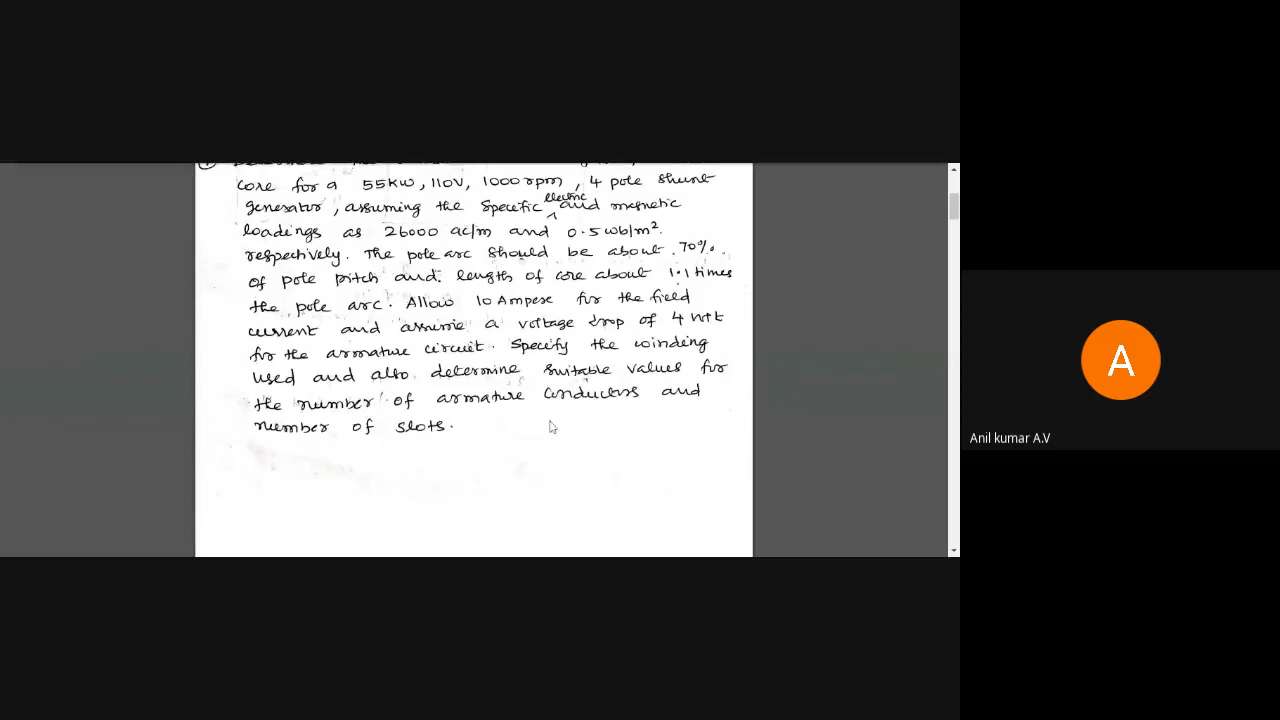 core for a 55kw, 110V, 1000 rpm, 4 pole shunt
generator, assuming the specific electric and magnetic
loadings as 26000 ac/m and 0.5 wb/m².
respectively. The pole arc should be about 70%.
of pole pitch and length of core about 1.1 times
the pole arc. Allow 10 Ampere for the field
current and assume a voltage drop of 4 volt
for the armature circuit. Specify the winding
used and also determine suitable values for
the number of armature conductors and
number of slots.
A
Anil kumar A.V